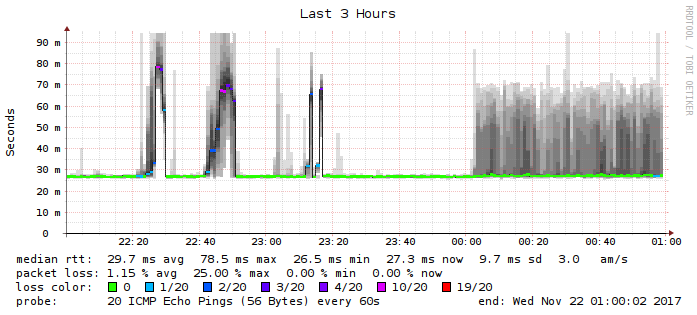 Last 3 Hours
RRDTOOL / TOBI OETIKER
Seconds
90 m
80 m
70 m
60 m
50 m
40 m
30 m
20 m
10 m
0
22:20 22:40 23:00 23:20 23:40 00:00 00:20 00:40 01:00
median rtt: 29.7 ms avg 78.5 ms max 26.5 ms min 27.3 ms now 9.7 ms sd 3.0 am/s
packet loss: 1.15 % avg 25.00 % max 0.00 % min 0.00 % now
loss color: 0 1/20 2/20 3/20 4/20 10/20 19/20
probe: 20 ICMP Echo Pings (56 Bytes) every 60s end: Wed Nov 22 01:00:02 2017